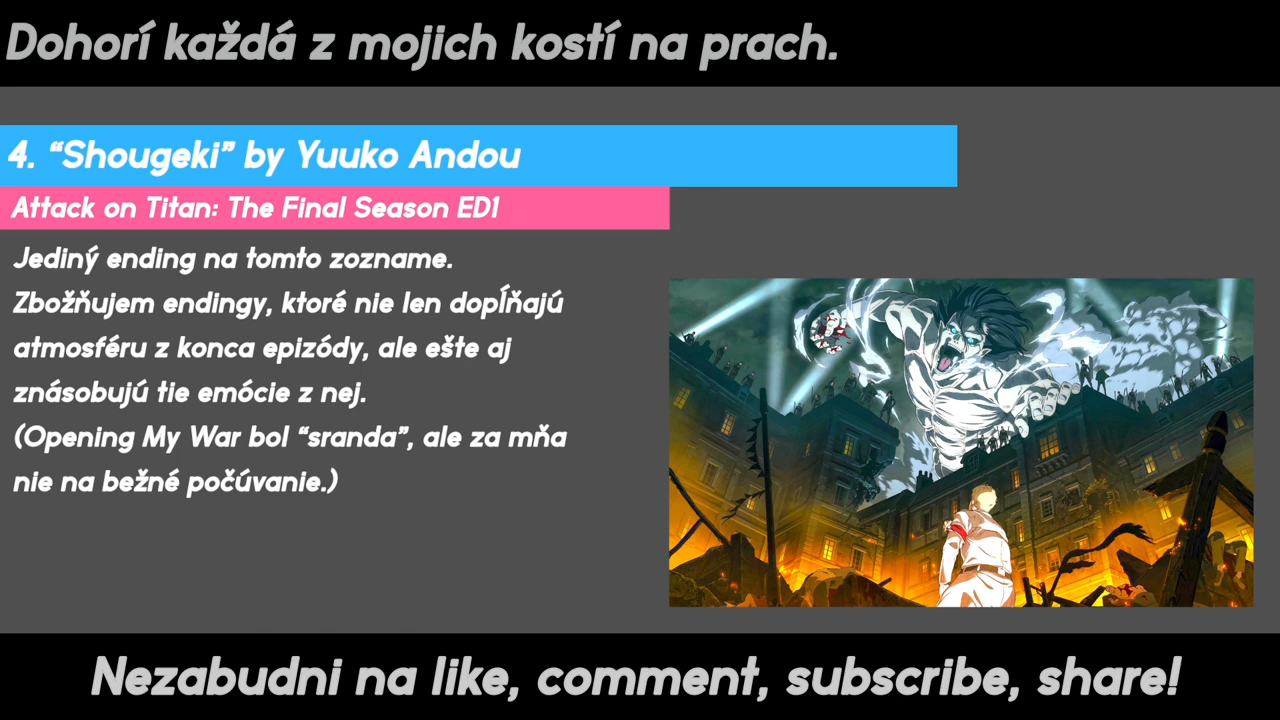 Dohorí každá z mojich kostí na prach.
4. “Shougeki” by Yuuko Andou
Attack on Titan: The Final Season ED1
Jediný ending na tomto zozname.
Zbožňujem endingy, ktoré nie len dopĺňajú
atmosféru z konca epizódy, ale ešte aj
znásobujú tie emócie z nej.
(Opening My War bol “sranda”, ale za mňa
nie na bežné počúvanie.)
Nezabudni na like, comment, subscribe, share!